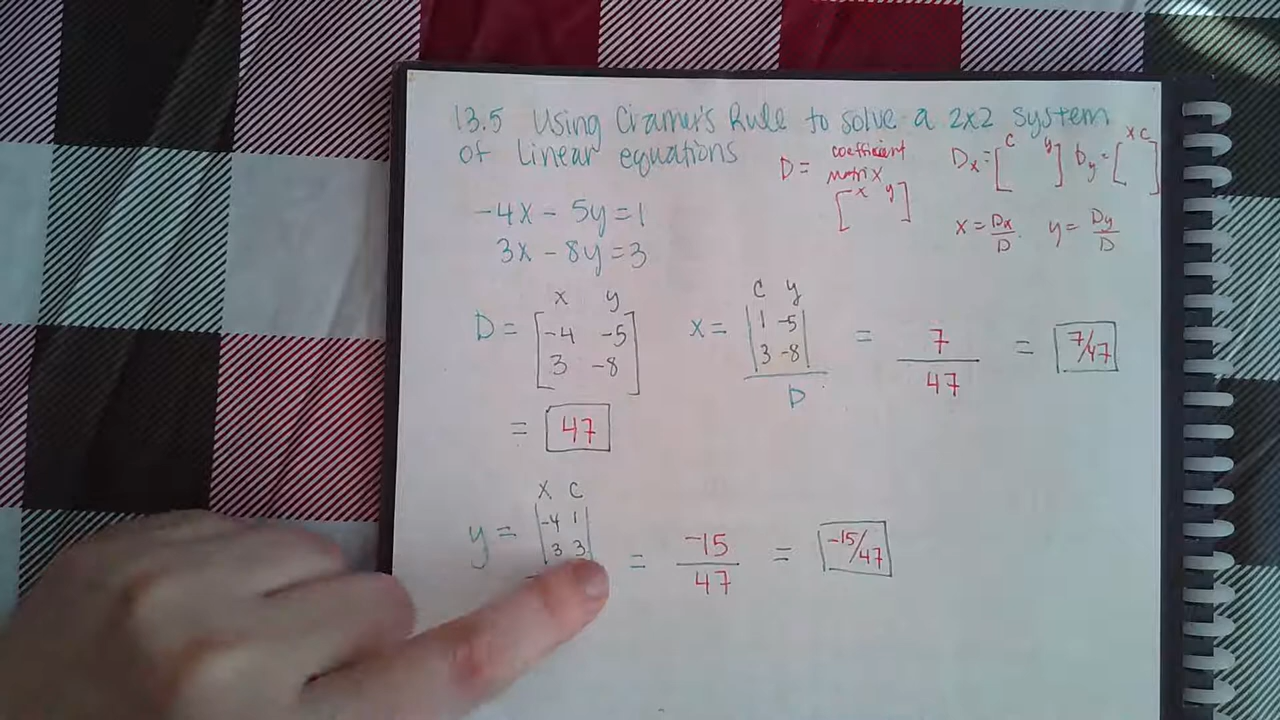 13.5 Using Cramer's Rule to solve a 2x2 system
of linear equations
D = coefficient
matrix
[x y]
Dx = [c y] Dy = [x c]
x = Dx/D y = Dy/D
-4x - 5y = 1
3x - 8y = 3
x y
D = [-4 -5
3 -8]
= 47
c y
x = |1 -5
3 -8|
D
= 7/47 = 7/47
x c
y = |-4 1
3 3|
= -15/47 = -15/47